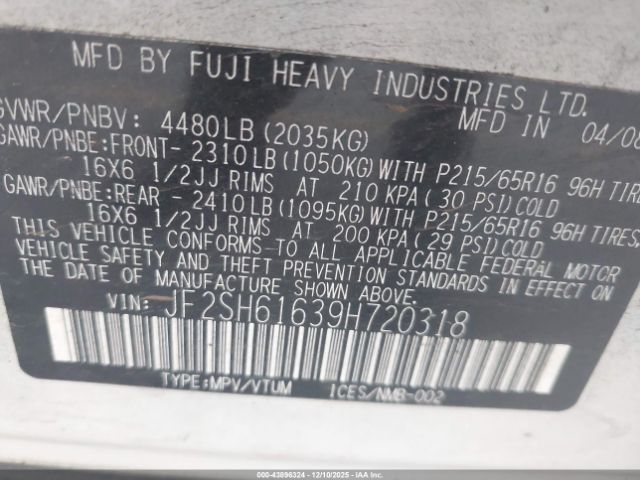 MFD BY FUJI HEAVY INDUSTRIES LTD.
GVWR/PNBV: 4480LB(2035KG) MFD IN 04/08
GAWR/PNBE:FRONT- 2310LB(1050KG)WITH P215/65R16 96H TIRES
16X6 1/2JJ RIMS AT 210 KPA( 30 PSI)COLD
GAWR/PNBE:REAR - 2410LB(1095KG)WITH P215/65R16 96H TIRES
16X6 1/2JJ RIMS AT 200 KPA( 29 PSI)COLD
THIS VEHICLE CONFORMS TO ALL APPLICABLE FEDERAL MOTOR
VEHICLE SAFETY AND THEFT PREVENTION STANDARDS IN EFFECT ON
THE DATE OF MANUFACTURE SHOWN ABOVE.
VIN: JF2SH61639H720318
TYPE:MPV/VTUM ICES/NMB-002
000-43896324 | 12/10/2025 | Copyright © IAA, LLC